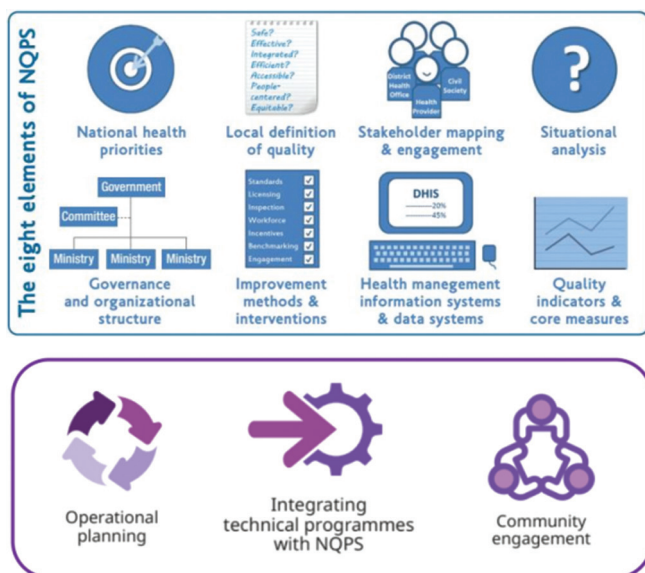 The eight elements of NQPS
National health
priorities
Safe?
Effective?
Integrated?
Efficient?
Accessible?
People-
centered?
Equitable?
Local definition
of quality
District
Health
Office
Health
Provider
Civil
Society
Stakeholder mapping
& engagement
?
Situational
analysis
Government
Committee
Ministry Ministry Ministry
Governance
and organizational
structure
Standards
Licensing
Inspection
Workforce
Incentives
Benchmarking
Engagement
Improvement
methods &
interventions
DHIS
20%
45%
Health menagement
information systems
& data systems
Quality
indicators &
core measures
Operational
planning
Integrating
technical programmes
with NQPS
Community
engagement